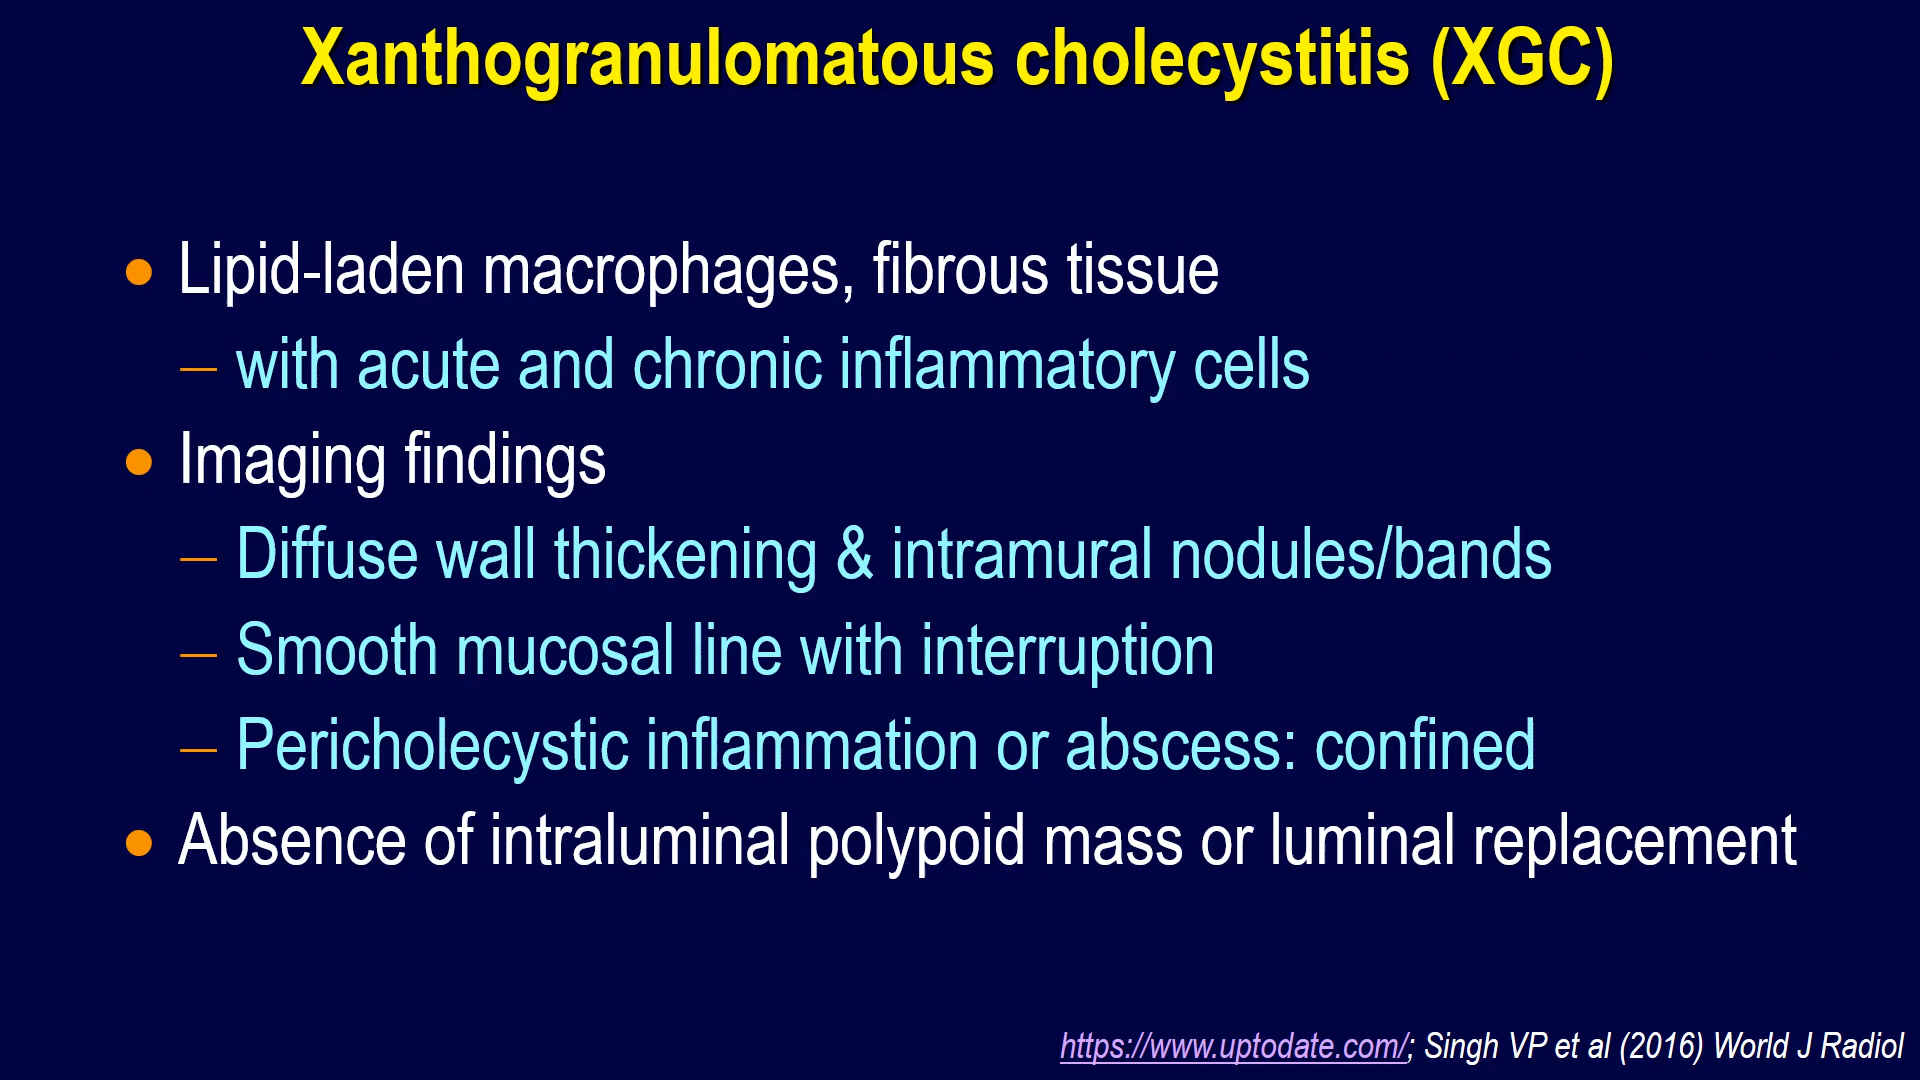 Xanthogranulomatous cholecystitis (XGC)
• Lipid-laden macrophages, fibrous tissue
– with acute and chronic inflammatory cells
• Imaging findings
– Diffuse wall thickening & intramural nodules/bands
– Smooth mucosal line with interruption
– Pericholecystic inflammation or abscess: confined
• Absence of intraluminal polypoid mass or luminal replacement
https://www.uptodate.com/; Singh VP et al (2016) World J Radiol